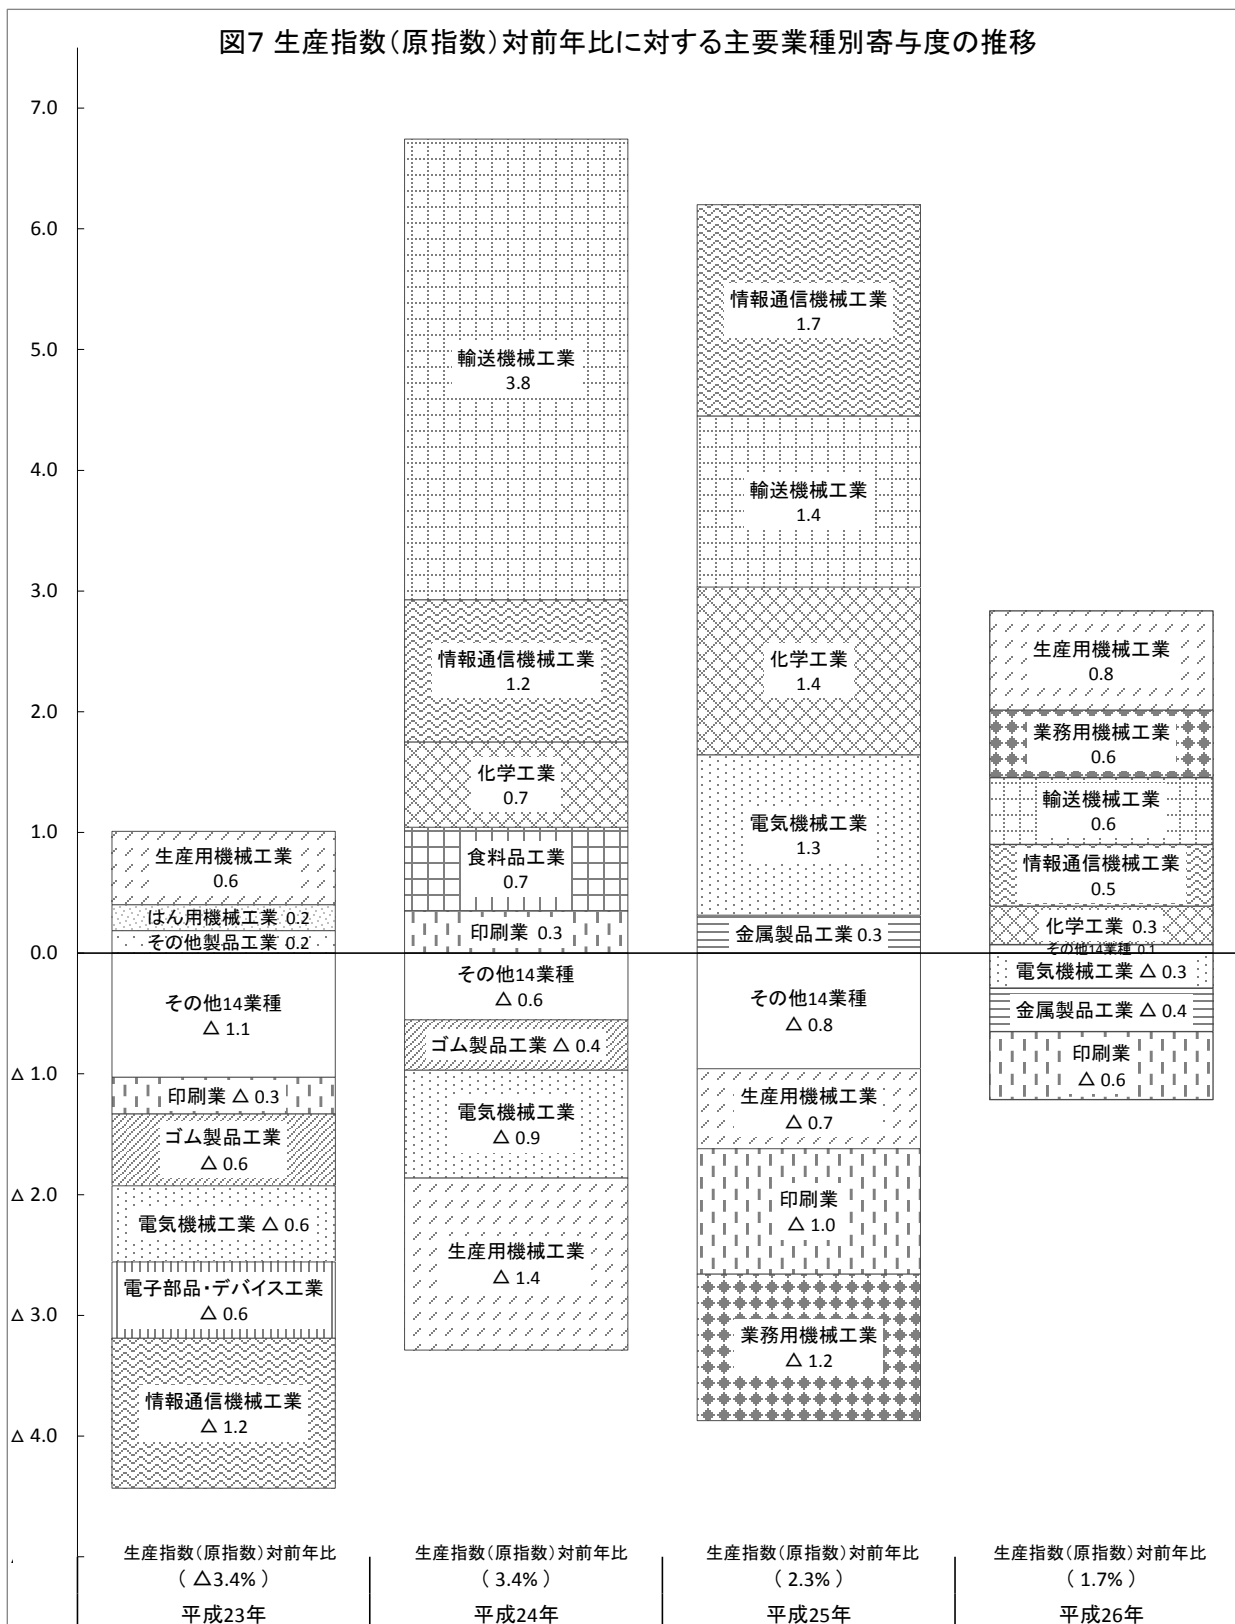 図7 生産指数(原指数)対前年比に対する主要業種別寄与度の推移
7.0
6.0
5.0
4.0
3.0
2.0
1.0
0.0
△ 1.0
△ 2.0
△ 3.0
△ 4.0
生産用機械工業
0.6
はん用機械工業 0.2
その他製品工業 0.2
その他14業種
△ 1.1
印刷業 △ 0.3
ゴム製品工業
△ 0.6
電気機械工業 △ 0.6
電子部品・デバイス工業
△ 0.6
情報通信機械工業
△ 1.2
輸送機械工業
3.8
情報通信機械工業
1.2
化学工業
0.7
食料品工業
0.7
印刷業 0.3
その他14業種
△ 0.6
ゴム製品工業 △ 0.4
電気機械工業
△ 0.9
生産用機械工業
△ 1.4
情報通信機械工業
1.7
輸送機械工業
1.4
化学工業
1.4
電気機械工業
1.3
金属製品工業 0.3
その他14業種
△ 0.8
生産用機械工業
△ 0.7
印刷業
△ 1.0
業務用機械工業
△ 1.2
生産用機械工業
0.8
業務用機械工業
0.6
輸送機械工業
0.6
情報通信機械工業
0.5
化学工業 0.3
その他14業種 0.1
電気機械工業 △ 0.3
金属製品工業 △ 0.4
印刷業
△ 0.6
生産指数(原指数)対前年比
( △3.4% )
平成23年
生産指数(原指数)対前年比
( 3.4% )
平成24年
生産指数(原指数)対前年比
( 2.3% )
平成25年
生産指数(原指数)対前年比
( 1.7% )
平成26年